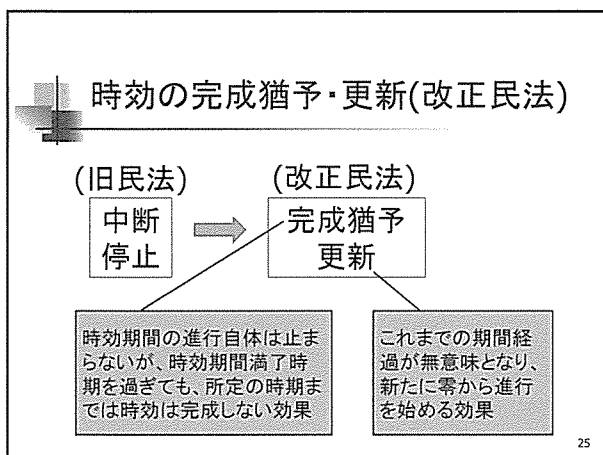 時効の完成猶予・更新(改正民法)
(旧民法)
中断
停止
(改正民法)
完成猶予
更新
時効期間の進行自体は止ま
らないが、時効期間満了時
期を過ぎても、所定の時期ま
では時効は完成しない効果
これまでの期間経
過が無意味となり、
新たに零から進行
を始める効果
25